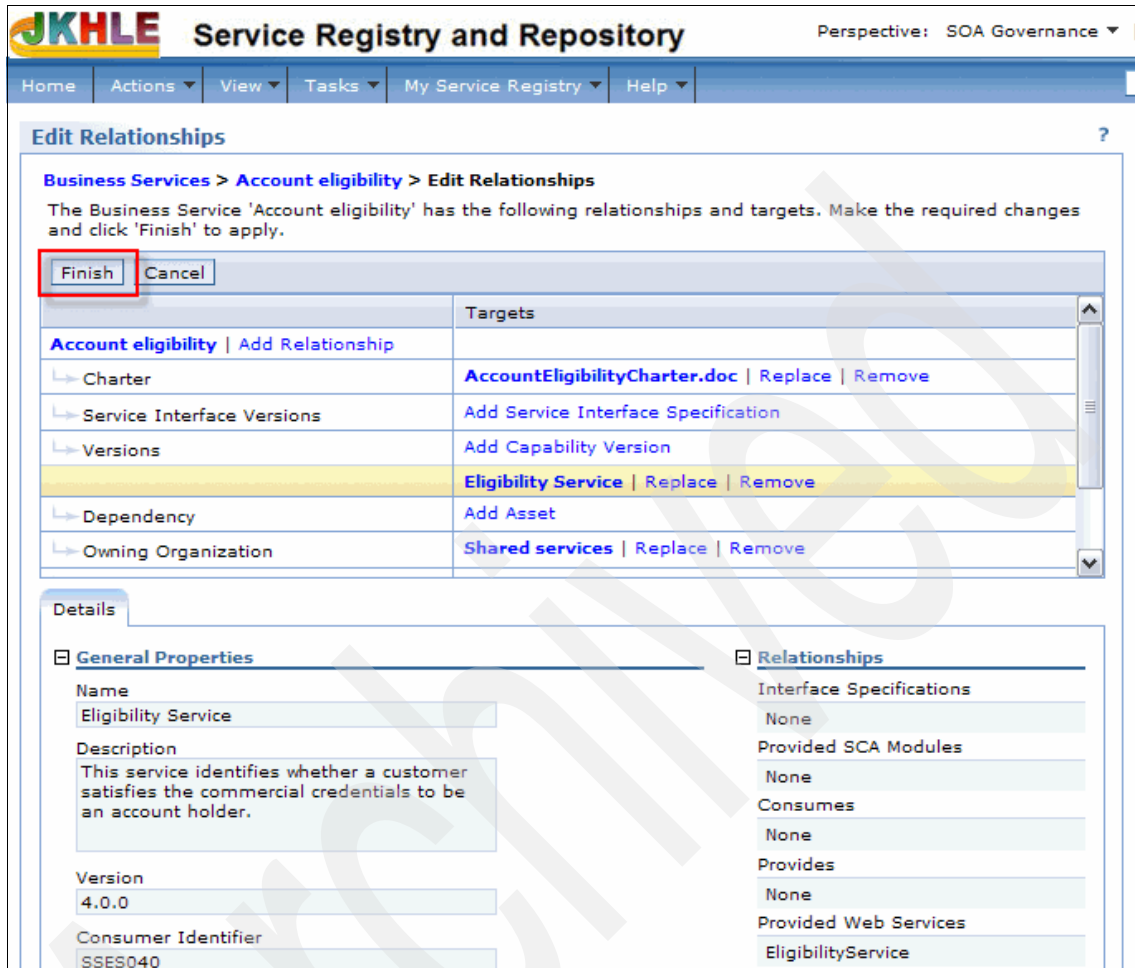 JKHLE Service Registry and Repository Perspective: SOA Governance
Home Actions View Tasks My Service Registry Help
Edit Relationships ?
Business Services > Account eligibility > Edit Relationships
The Business Service 'Account eligibility' has the following relationships and targets. Make the required changes
and click 'Finish' to apply.
Finish Cancel
Targets
Account eligibility | Add Relationship
Charter AccountEligibilityCharter.doc | Replace | Remove
Service Interface Versions Add Service Interface Specification
Versions Add Capability Version
Eligibility Service | Replace | Remove
Dependency Add Asset
Owning Organization Shared services | Replace | Remove
Details
General Properties
Name
Eligibility Service
Description
This service identifies whether a customer
satisfies the commercial credentials to be
an account holder.
Version
4.0.0
Consumer Identifier
SSES040
Relationships
Interface Specifications
None
Provided SCA Modules
None
Consumes
None
Provides
None
Provided Web Services
EligibilityService
Archived